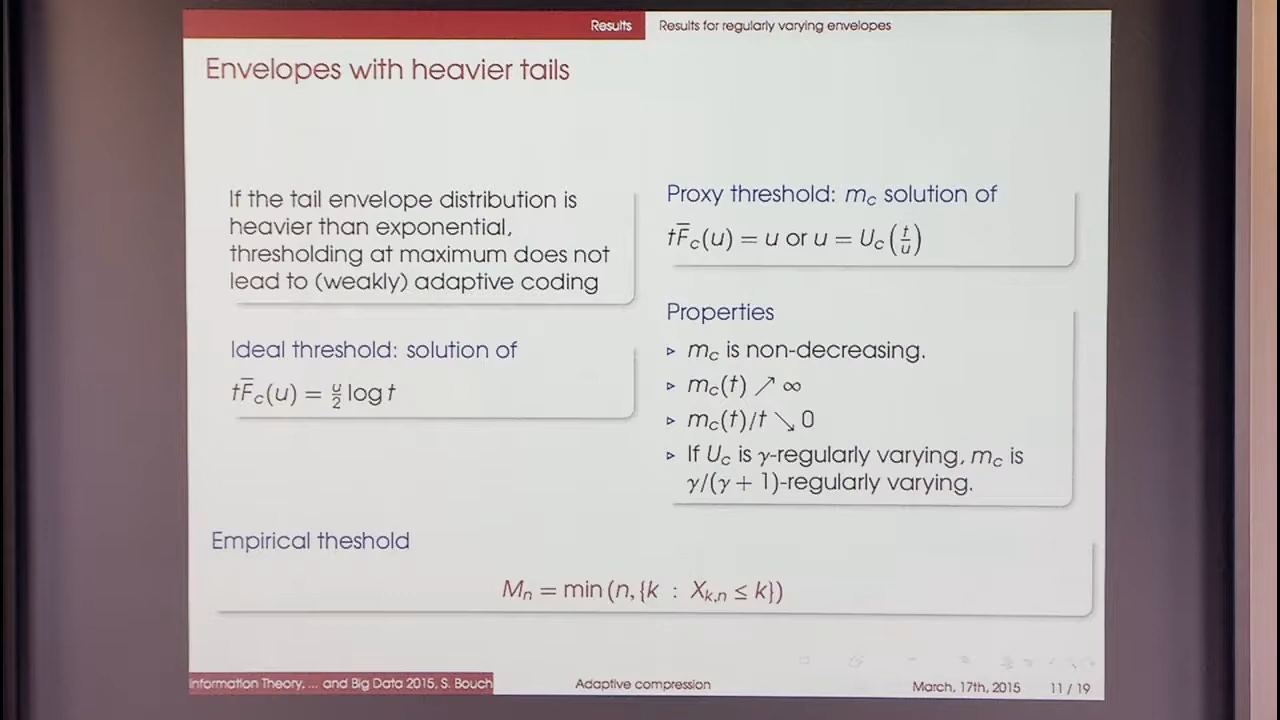 Results
Results for regularly varying envelopes
Envelopes with heavier tails
If the tail envelope distribution is
heavier than exponential,
thresholding at maximum does not
lead to (weakly) adaptive coding
Ideal threshold: solution of
tF̅_c(u) = u/2 log t
Proxy threshold: m_c solution of
tF̅_c(u) = u or u = U_c(t/u)
Properties
▹ m_c is non-decreasing.
▹ m_c(t) ↗ ∞
▹ m_c(t)/t ↘ 0
▹ If U_c is γ-regularly varying, m_c is
γ/(γ + 1)-regularly varying.
Empirical theshold
M_n = min(n, {k : X_{k,n} ≤ k})
Information Theory, ... and Big Data 2015, S. Bouch
Adaptive compression
March, 17th, 2015
11 / 19